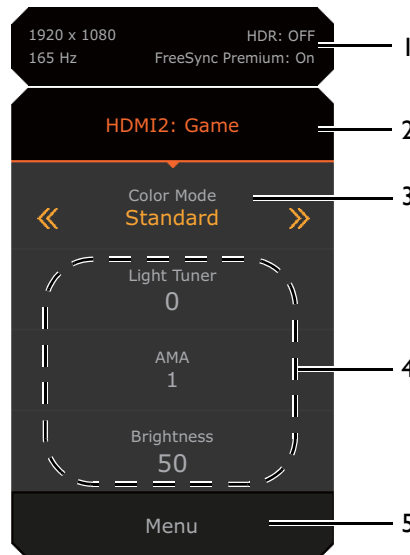 1920 x 1080 HDR: OFF 1
165 Hz FreeSync Premium: On
HDMI2: Game 2
Color Mode 3
« Standard »
Light Tuner
0
AMA 4
1
Brightness
50
Menu 5